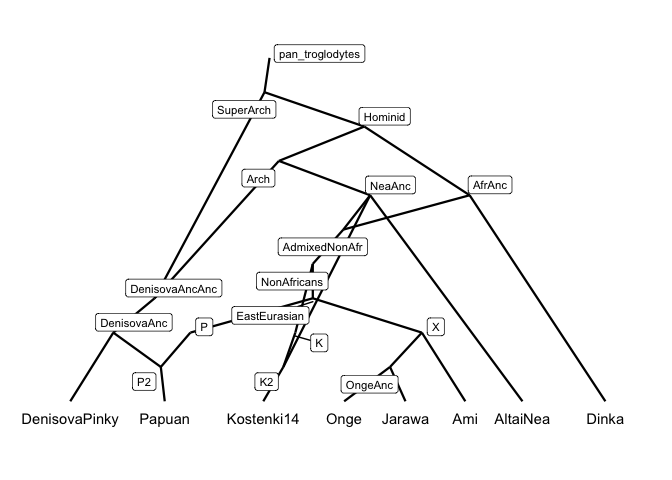 pan_troglodytes
SuperArch
Hominid
Arch
NeaAnc
AfrAnc
AdmixedNonAfr
NonAfricans
DenisovaAncAnc
EastEurasian
DenisovaAnc
P
X
K
P2
K2
OngeAnc
DenisovaPinky Papuan Kostenki14 Onge Jarawa Ami AltaiNea Dinka